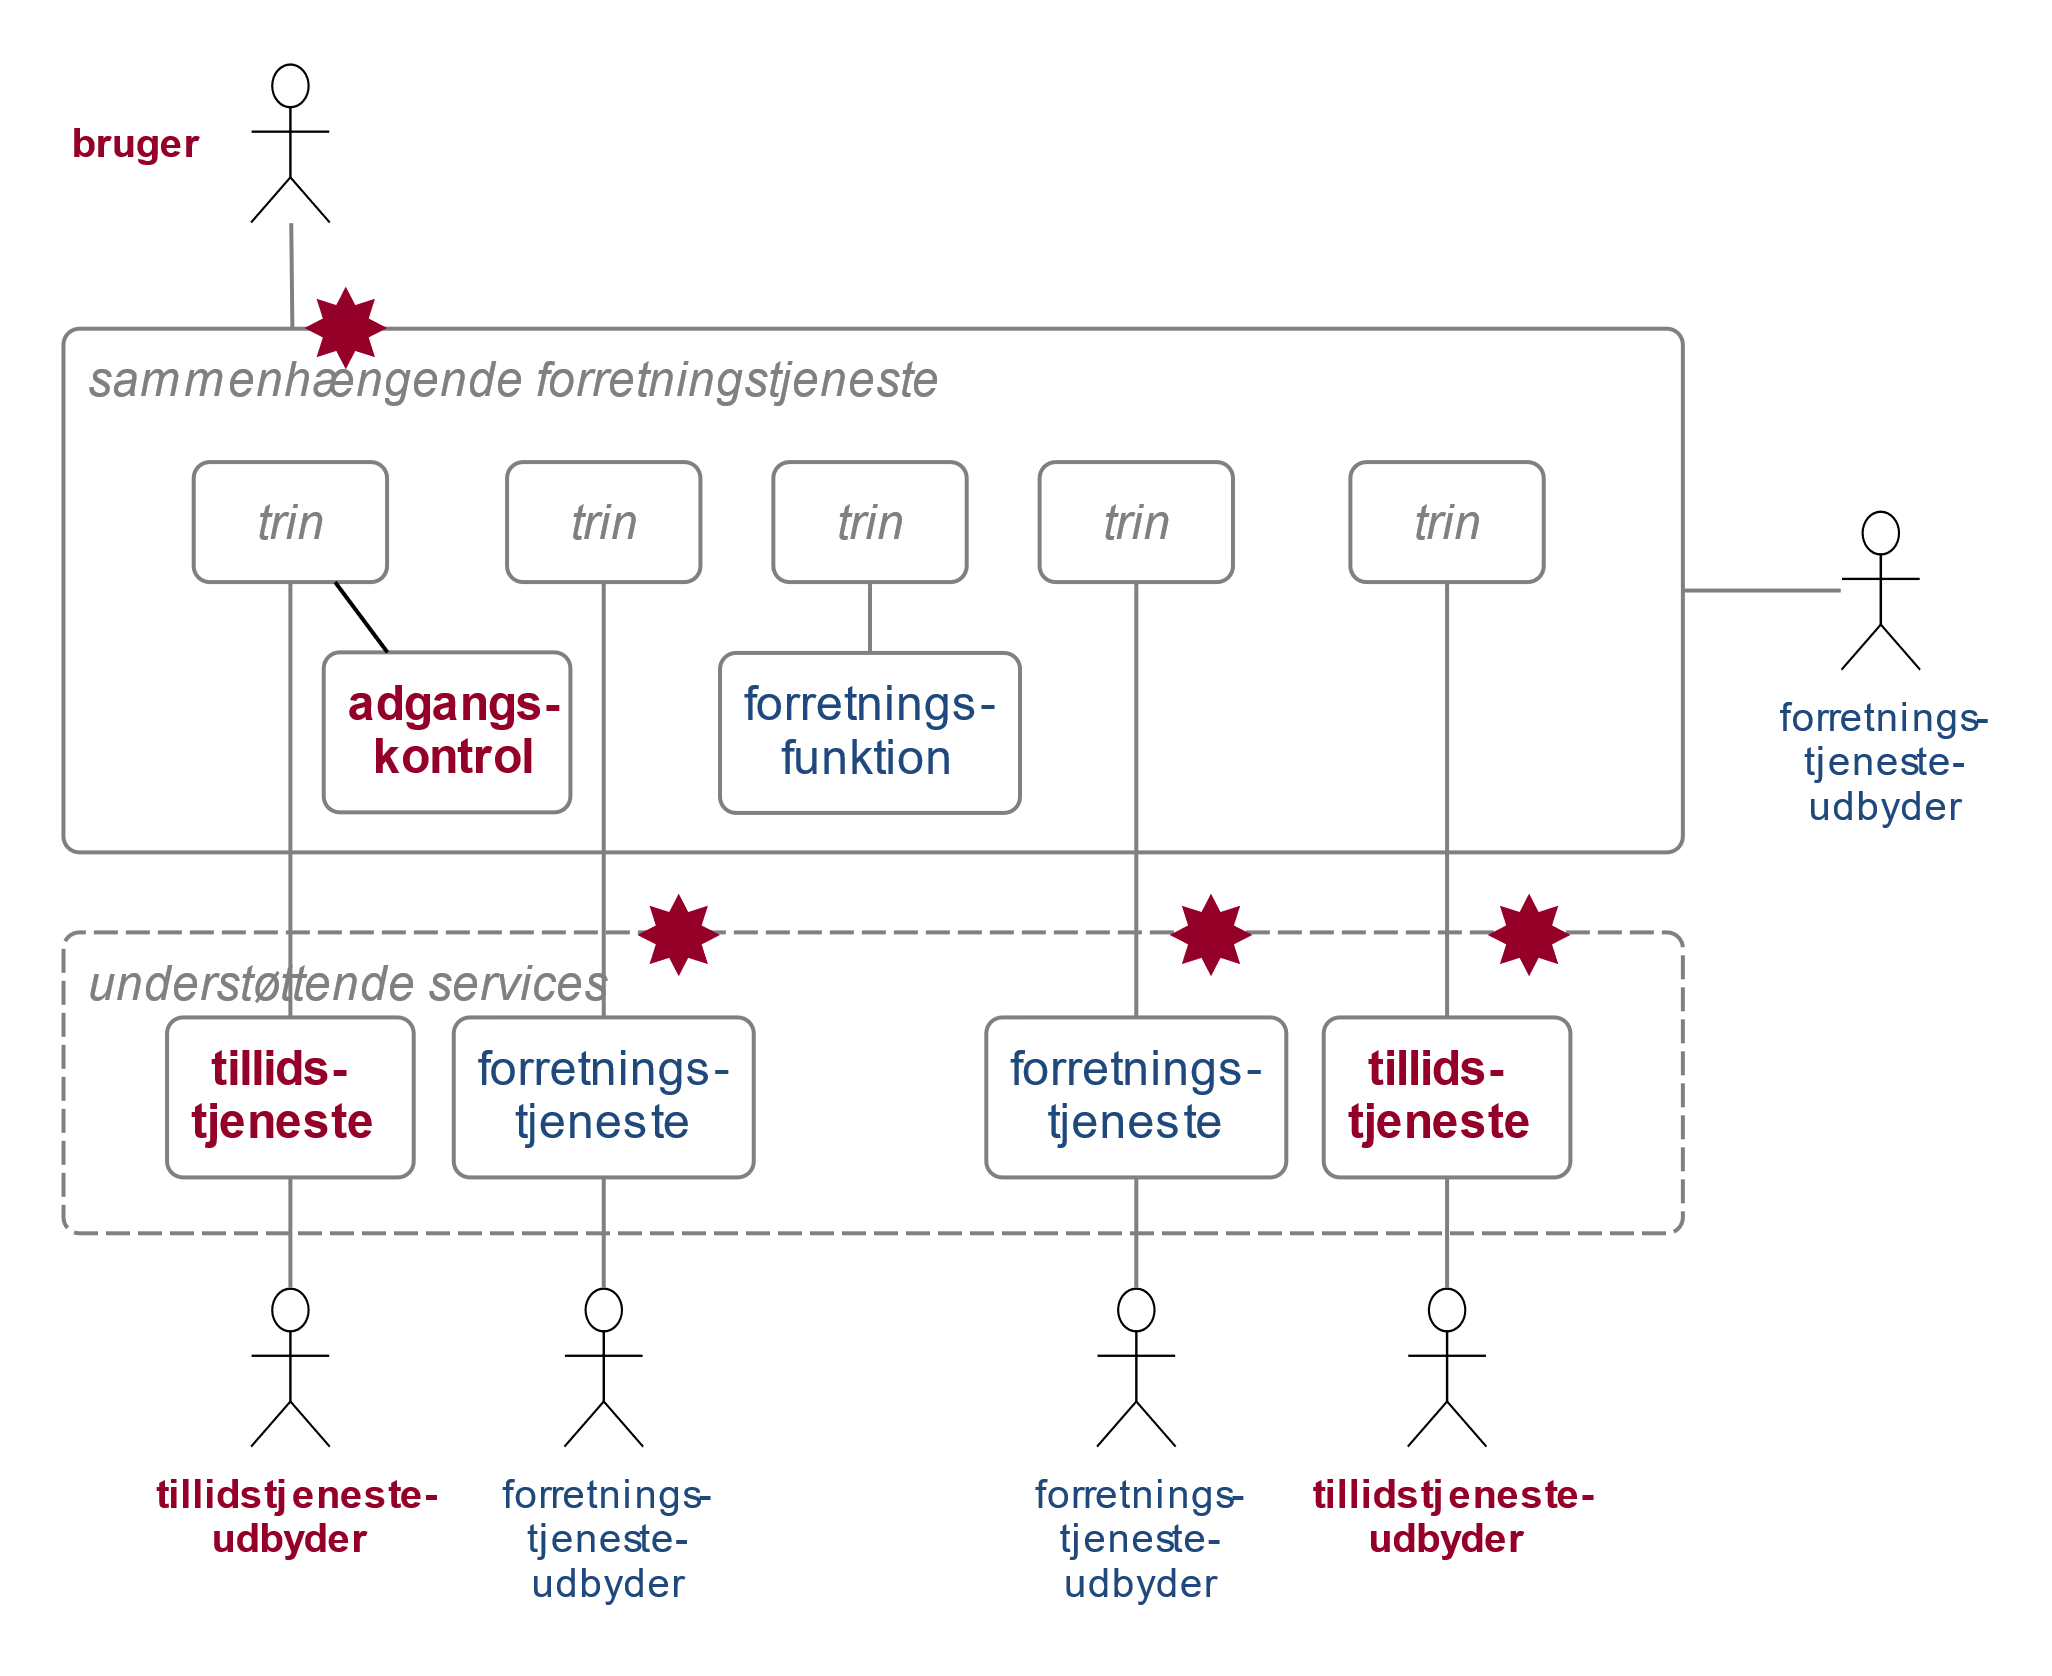 bruger
sammenhængende forretningstjeneste
trin
trin
trin
trin
trin
adgangs-
kontrol
forretnings-
funktion
forretnings-
tjeneste-
udbyder
understøttende services
tillids-
tjeneste
forretnings-
tjeneste
forretnings-
tjeneste
tillids-
tjeneste
tillidstjeneste-
udbyder
forretnings-
tjeneste-
udbyder
forretnings-
tjeneste-
udbyder
tillidstjeneste-
udbyder